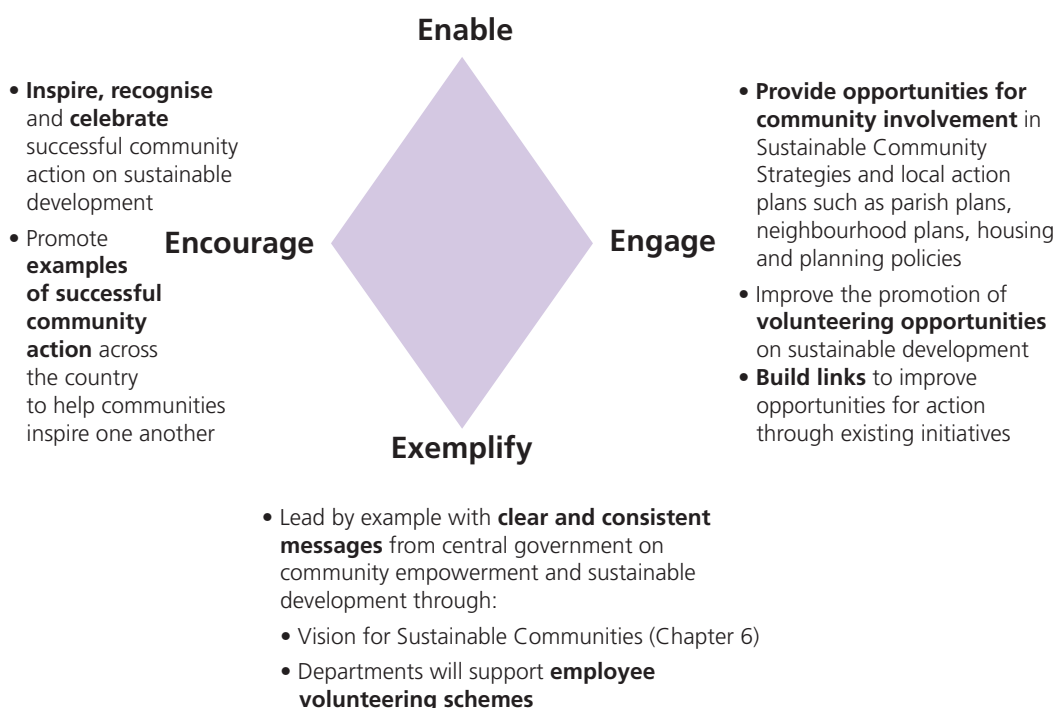 Enable
• Inspire, recognise
and celebrate
successful community
action on sustainable
development
• Promote
examples
of successful
community
action across
the country
to help communities
inspire one another
Encourage
Engage
• Provide opportunities for
community involvement in
Sustainable Community
Strategies and local action
plans such as parish plans,
neighbourhood plans, housing
and planning policies
• Improve the promotion of
volunteering opportunities
on sustainable development
• Build links to improve
opportunities for action
through existing initiatives
Exemplify
• Lead by example with clear and consistent
messages from central government on
community empowerment and sustainable
development through:
• Vision for Sustainable Communities (Chapter 6)
• Departments will support employee
volunteering schemes